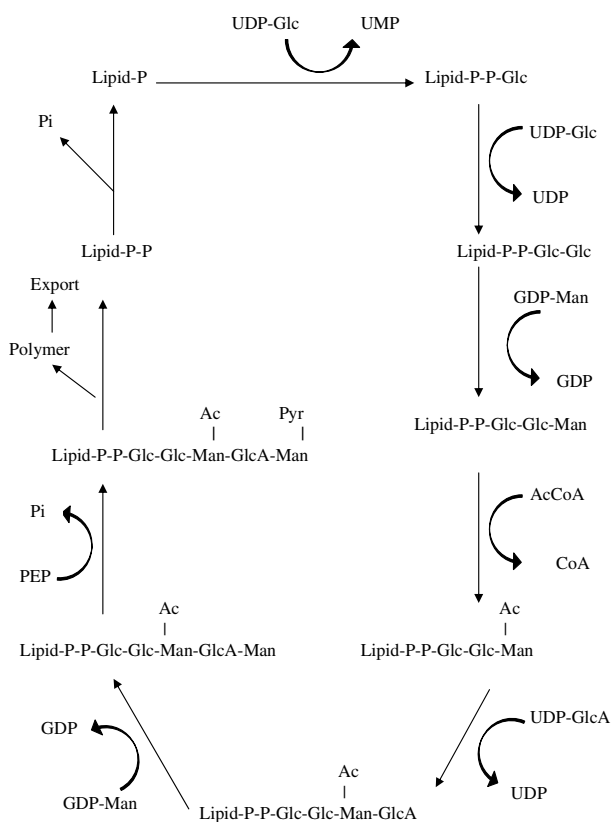 UDP-Glc UMP
Lipid-P Lipid-P-P-Glc
Pi UDP-Glc
UDP
Lipid-P-P Lipid-P-P-Glc-Glc
Export GDP-Man
Polymer
GDP
Ac Pyr
Lipid-P-P-Glc-Glc-Man
Lipid-P-P-Glc-Glc-Man-GlcA-Man
AcCoA
Pi
CoA
PEP
Ac Ac
Lipid-P-P-Glc-Glc-Man-GlcA-Man Lipid-P-P-Glc-Glc-Man
GDP UDP-GlcA
Ac
UDP
GDP-Man
Lipid-P-P-Glc-Glc-Man-GlcA